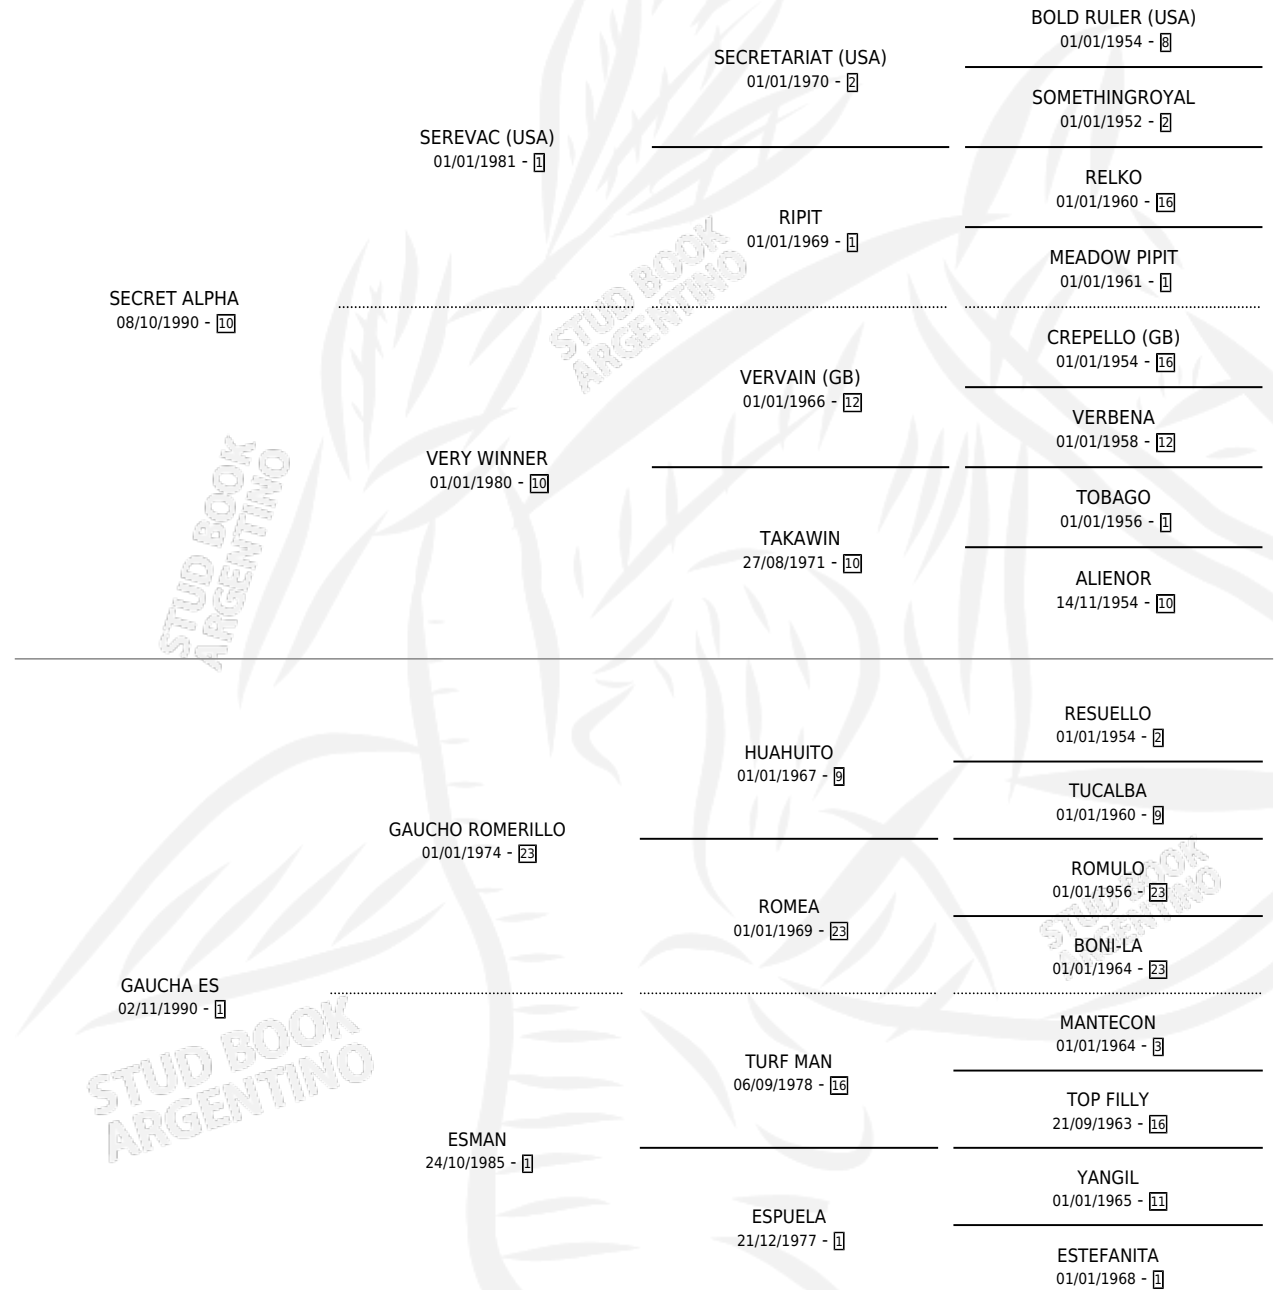 BOLD RULER (USA)
01/01/1954 - 8
SECRETARIAT (USA)
01/01/1970 - 2
SOMETHINGROYAL
01/01/1952 - 2
SEREVAC (USA)
01/01/1981 - 1
RELKO
01/01/1960 - 16
RIPIT
01/01/1969 - 1
MEADOW PIPIT
01/01/1961 - 1
SECRET ALPHA
08/10/1990 - 10
CREPELLO (GB)
01/01/1954 - 16
VERVAIN (GB)
01/01/1966 - 12
VERBENA
01/01/1958 - 12
VERY WINNER
01/01/1980 - 10
TOBAGO
01/01/1956 - 1
TAKAWIN
27/08/1971 - 10
ALIENOR
14/11/1954 - 10
STUD BOOK
ARGENTINO
STUD BOOK
ARGENTINO
RESUELLO
01/01/1954 - 2
HUAHUITO
01/01/1967 - 9
TUCALBA
01/01/1960 - 9
GAUCHO ROMERILLO
01/01/1974 - 23
ROMULO
01/01/1956 - 23
ROMEA
01/01/1969 - 23
BONI-LA
01/01/1964 - 23
GAUCHA ES
02/11/1990 - 1
MANTECON
01/01/1964 - 3
TURF MAN
06/09/1978 - 16
TOP FILLY
21/09/1963 - 16
ESMAN
24/10/1985 - 1
YANGIL
01/01/1965 - 11
ESPUELA
21/12/1977 - 1
ESTEFANITA
01/01/1968 - 1
STUD BOOK
ARGENTINO
STUD BOOK
ARGENTINO